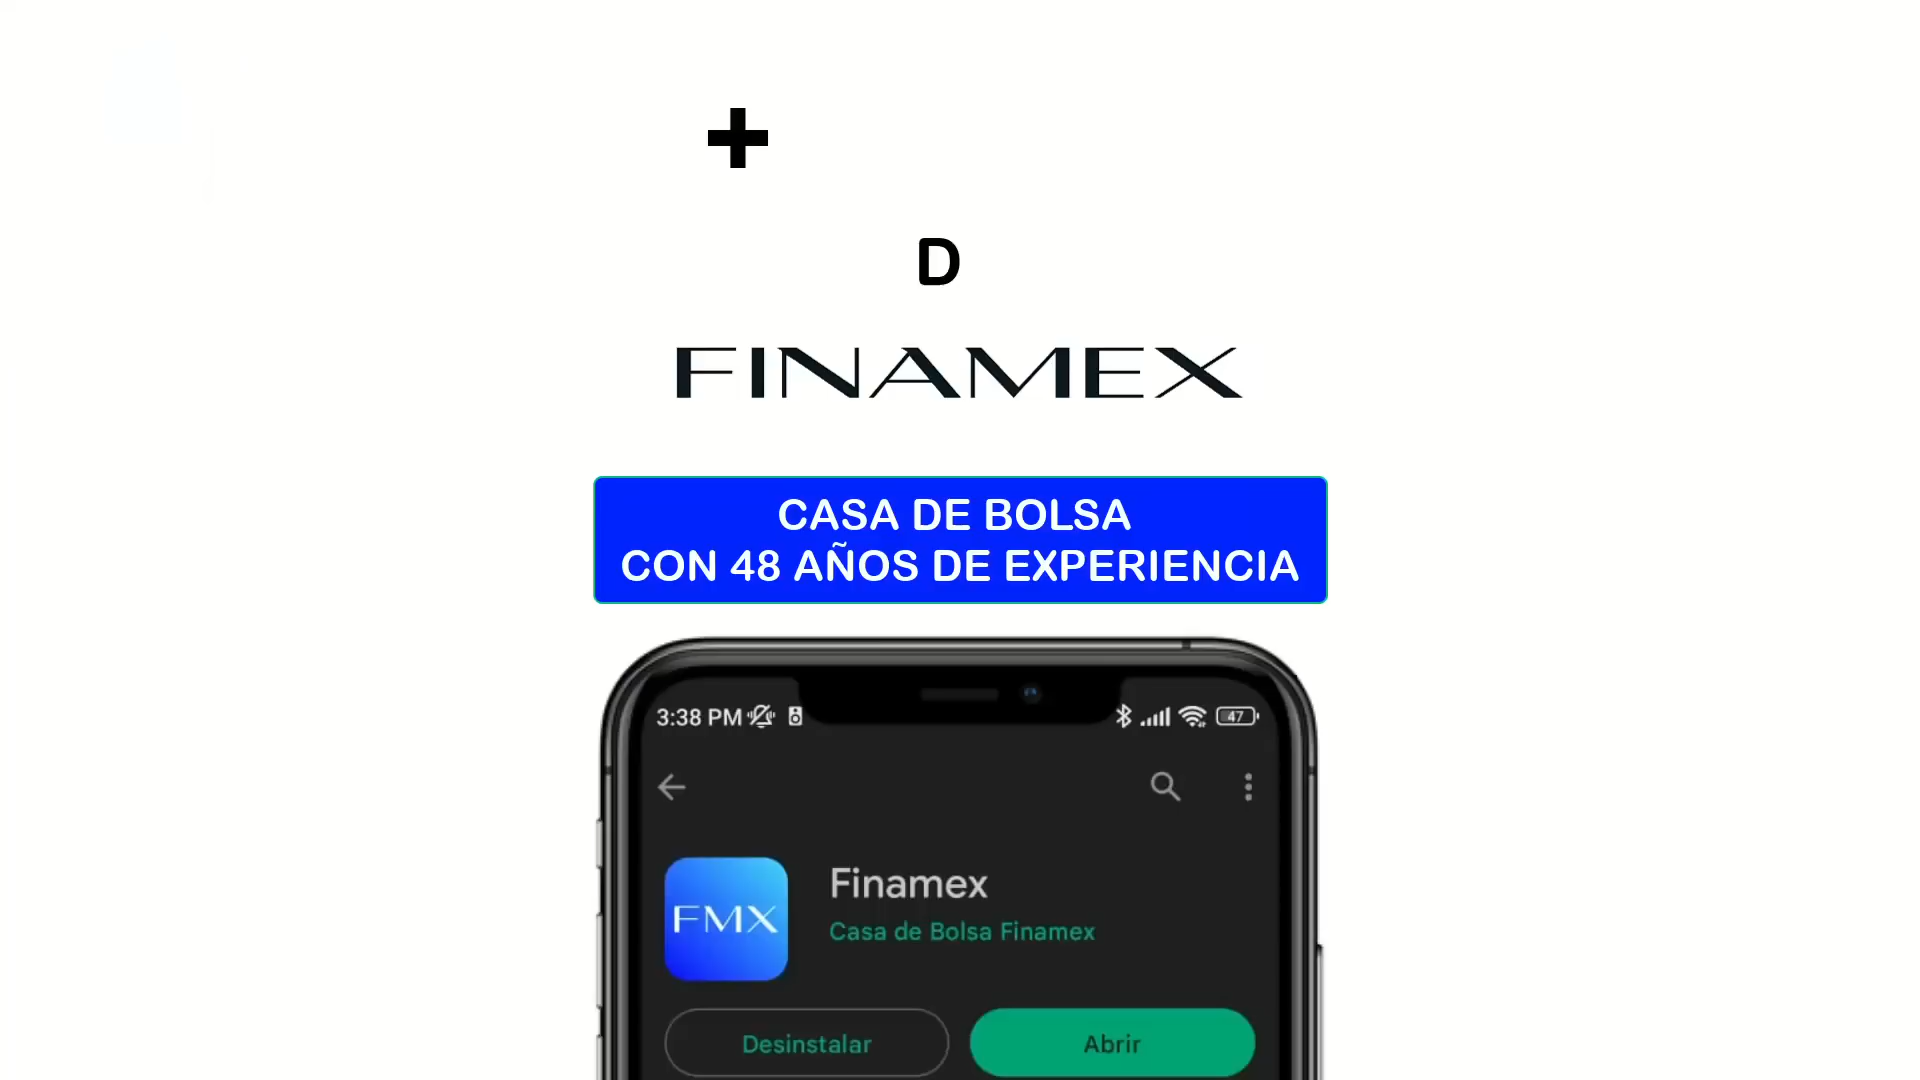 +
D
FINAMEX
CASA DE BOLSA
CON 48 AÑOS DE EXPERIENCIA
3:38 PM
47
Finamex
FMX
Casa de Bolsa Finamex
Desinstalar
Abrir